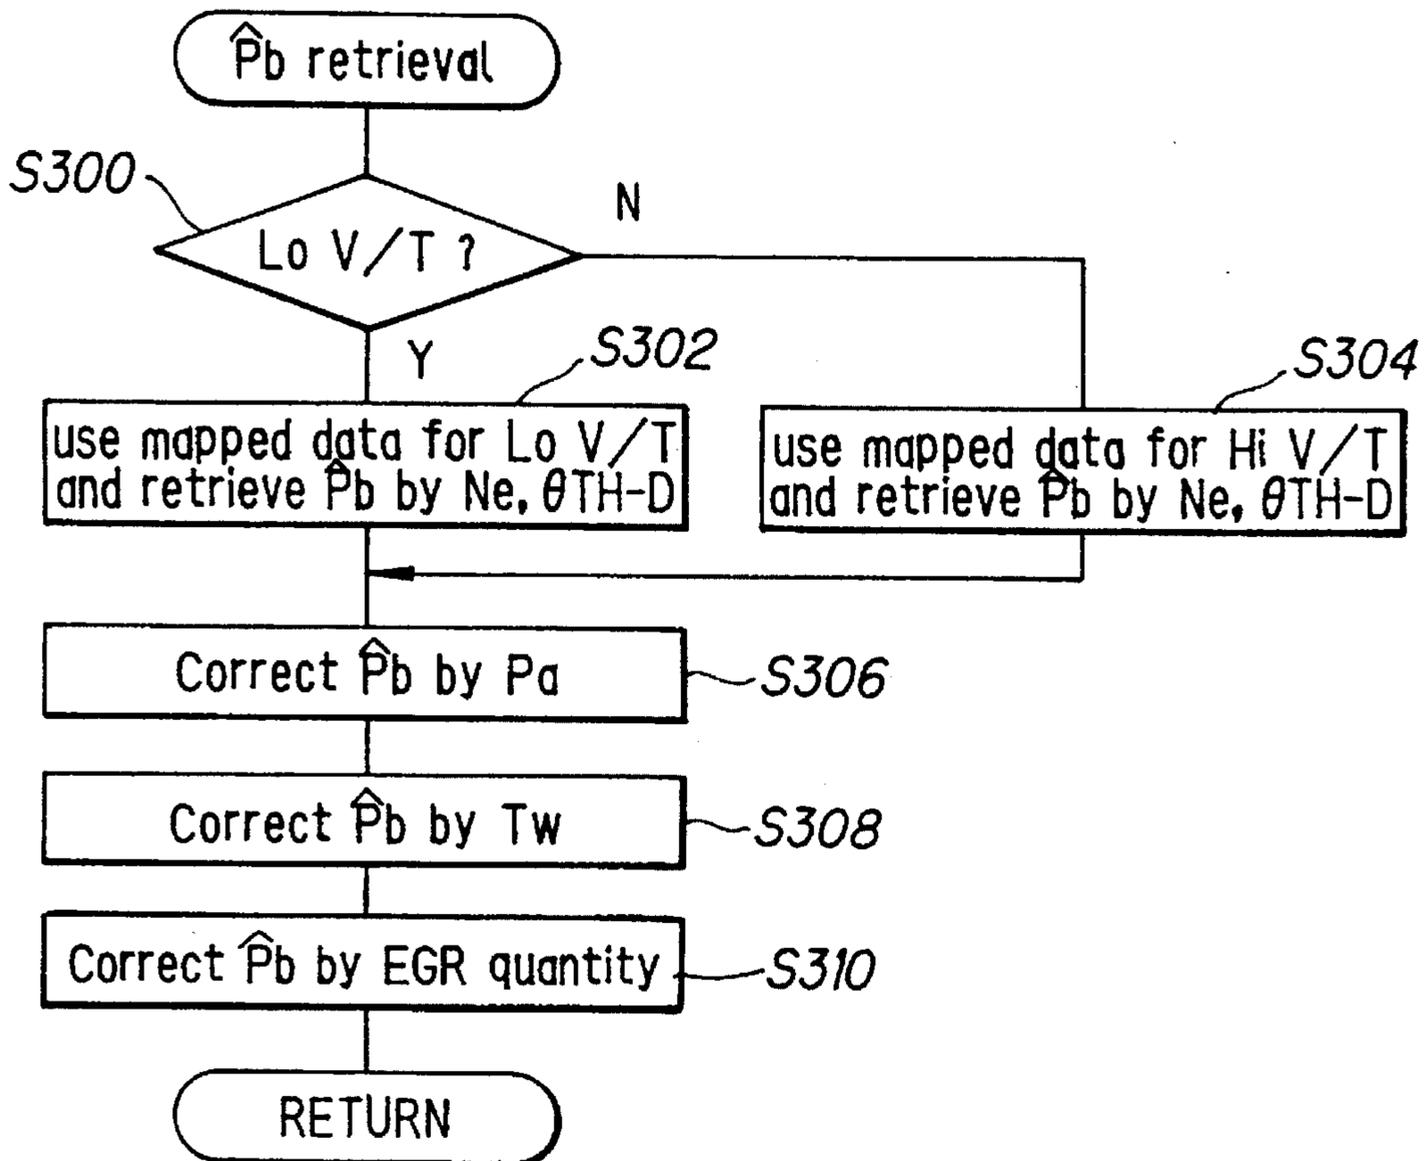 P̂b retrieval
S300
Lo V/T ?
N
Y
S302
use mapped data for Lo V/T
and retrieve P̂b by Ne, θTH-D
S304
use mapped data for Hi V/T
and retrieve P̂b by Ne, θTH-D
Correct P̂b by Pa
S306
Correct P̂b by Tw
S308
Correct P̂b by EGR quantity
S310
RETURN